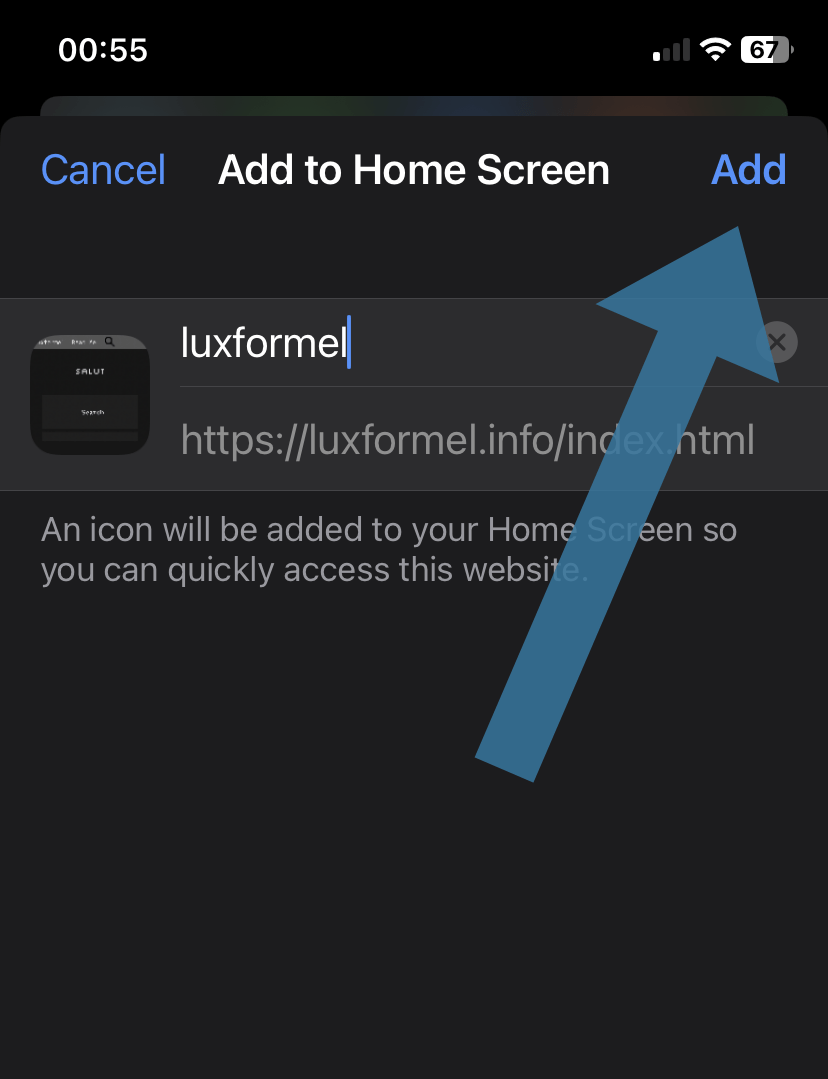 00:55
67
Cancel Add to Home Screen Add
luxformel
SALUT
Search
https://luxformel.info/index.html
An icon will be added to your Home Screen so
you can quickly access this website.